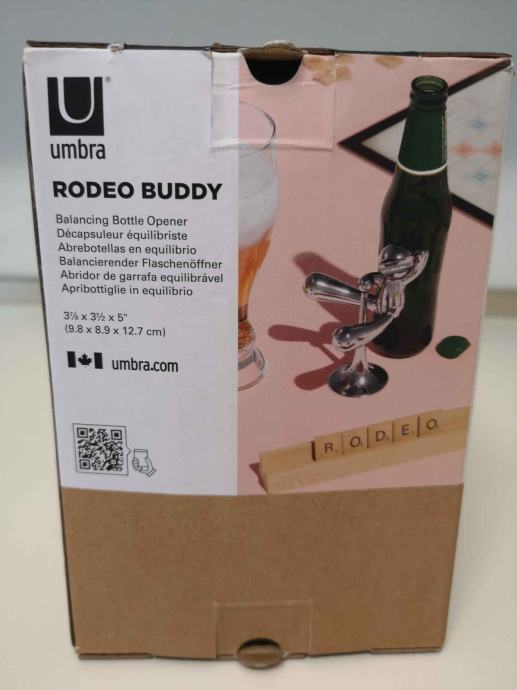 U®
umbra
RODEO BUDDY
Balancing Bottle Opener
Décapsuleur équilibriste
Abrebotellas en equilibrio
Balancierender Flaschenöffner
Abridor de garrafa equilibrável
Apribottiglie in equilibrio
3⅞ x 3½ x 5"
(9.8 x 8.9 x 12.7 cm)
umbra.com
RODEO